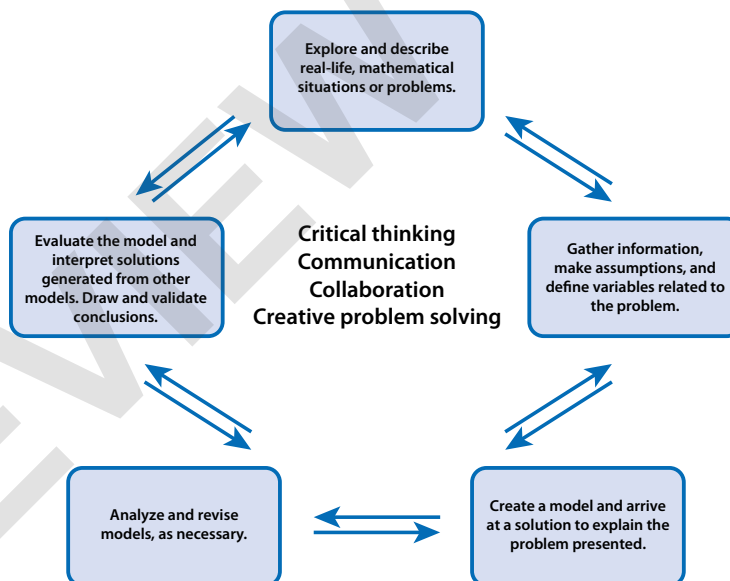 Explore and describe
real-life, mathematical
situations or problems.
Gather information,
make assumptions, and
define variables related to
the problem.
Create a model and arrive
at a solution to explain the
problem presented.
Analyze and revise
models, as necessary.
Evaluate the model and
interpret solutions
generated from other
models. Draw and validate
conclusions.
Critical thinking
Communication
Collaboration
Creative problem solving
EVIEW